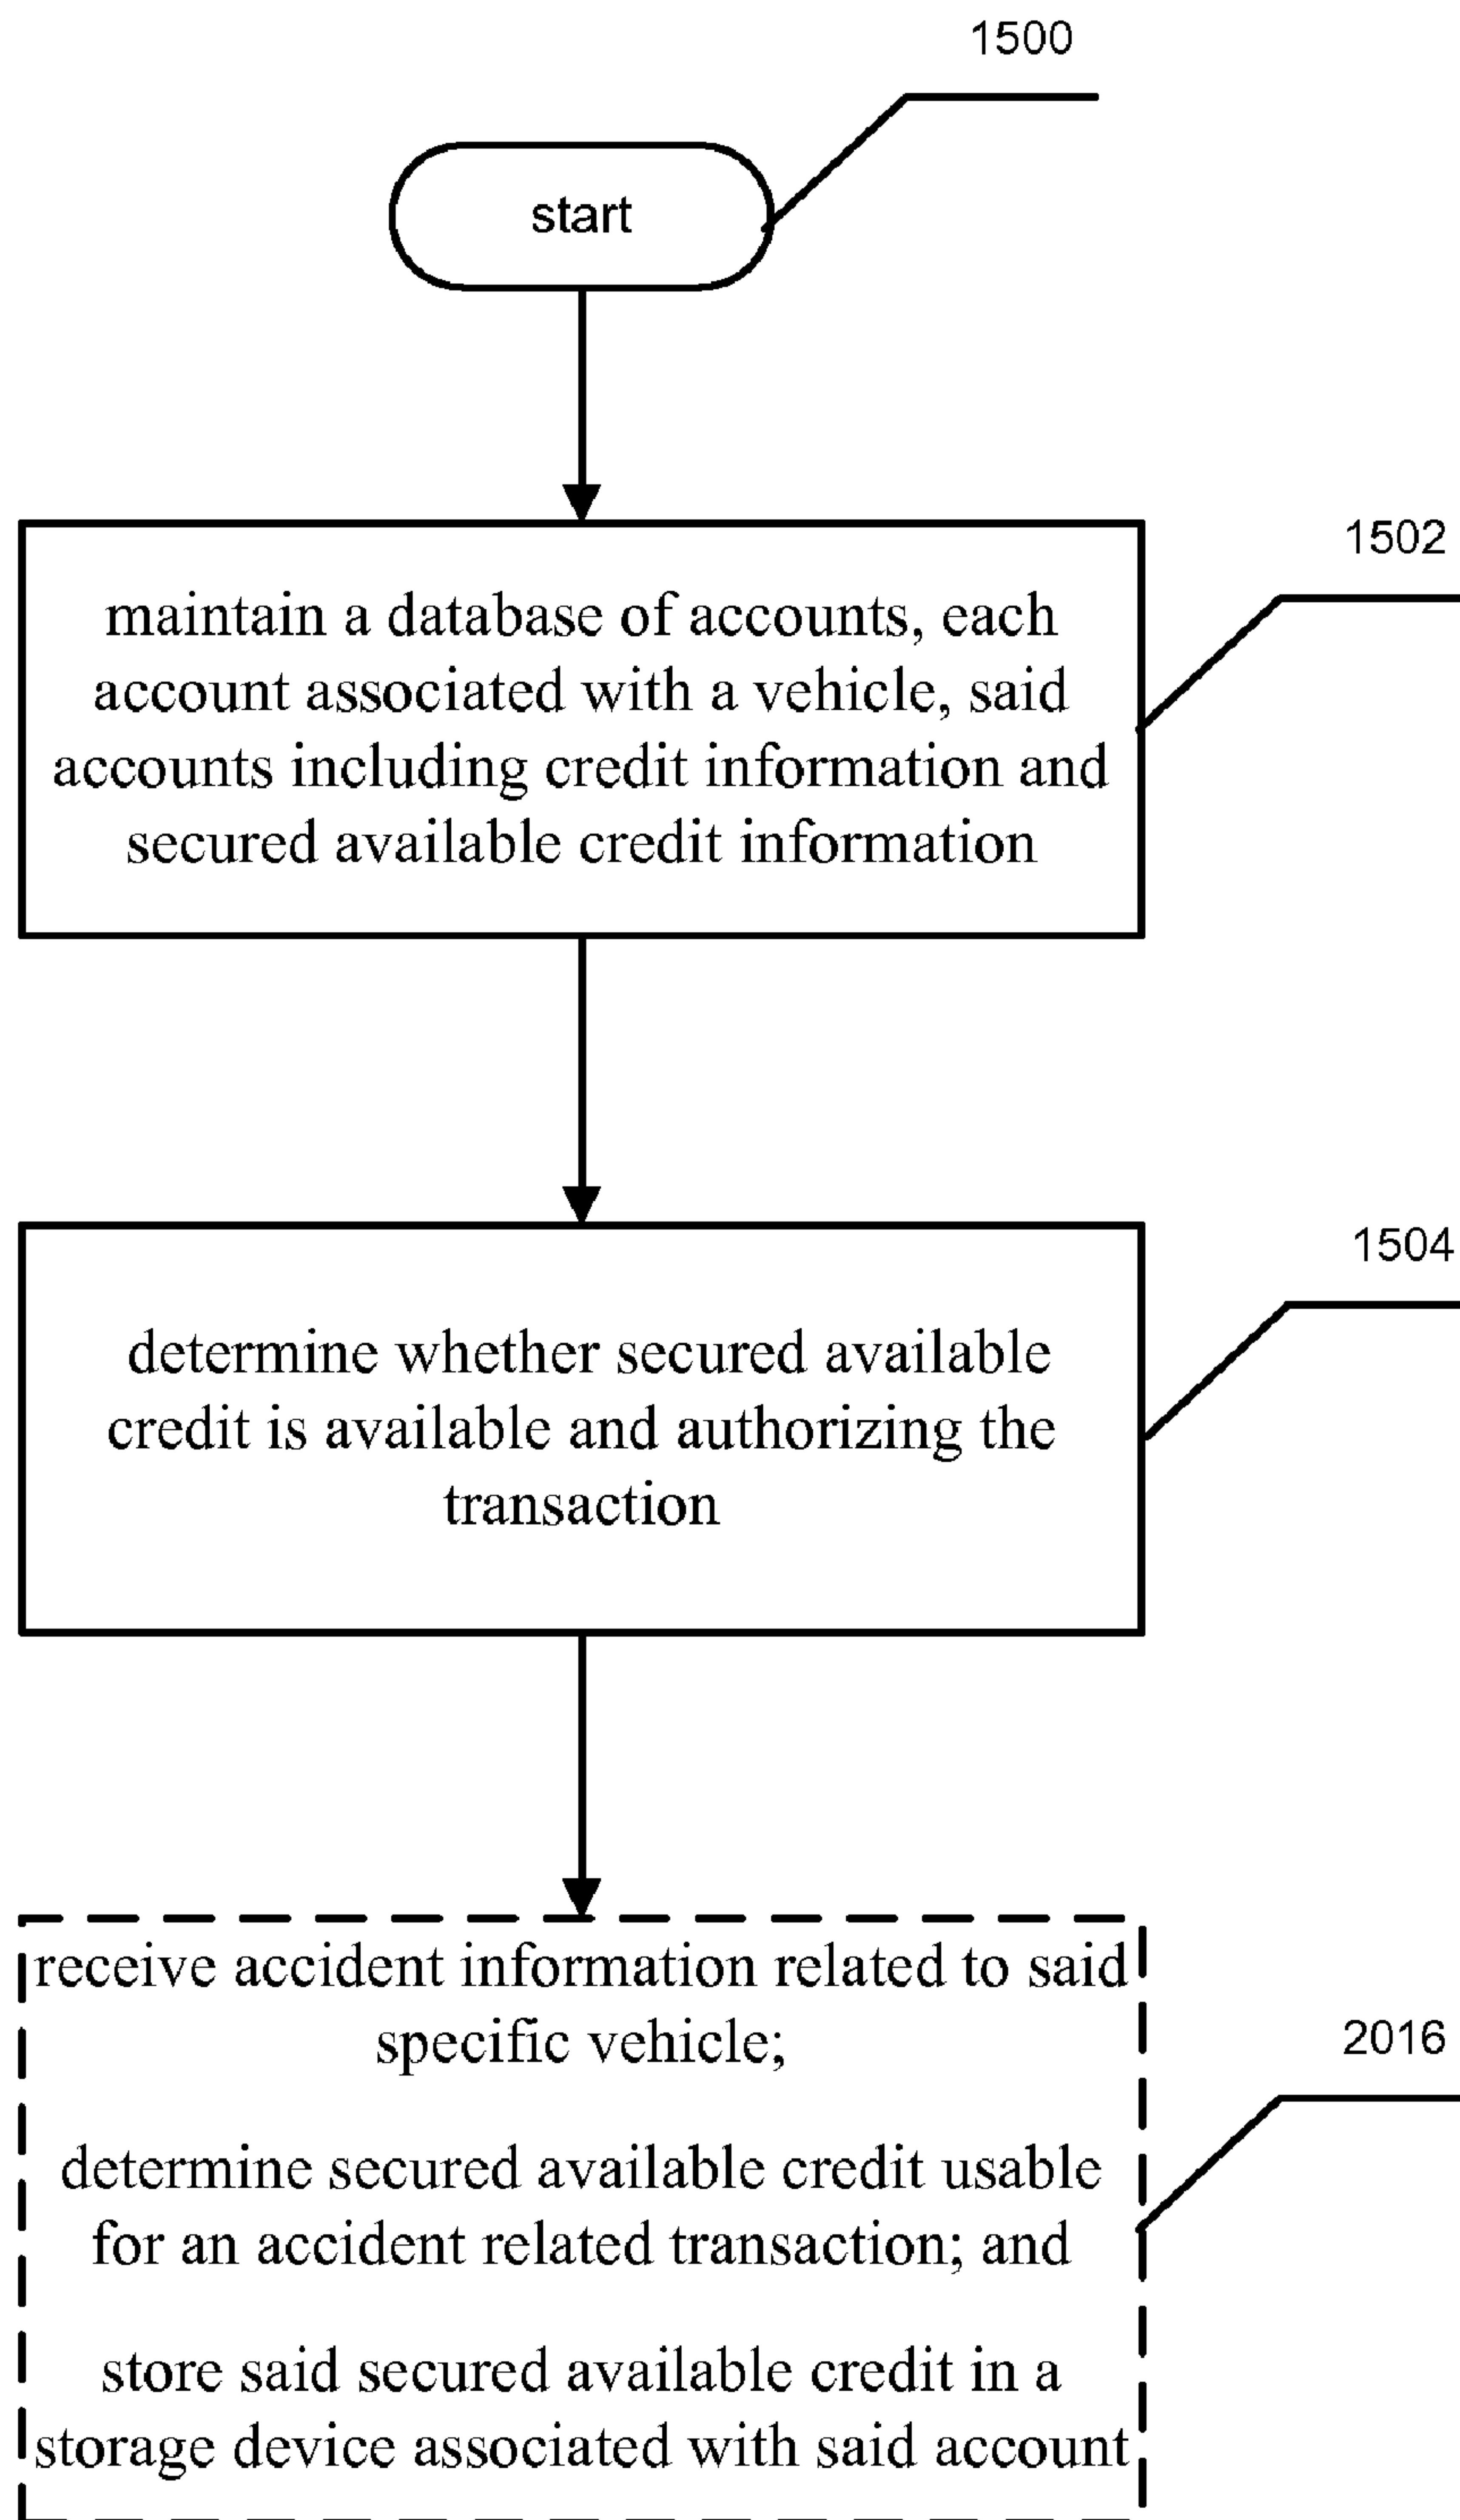 1500
start
1502
maintain a database of accounts, each
account associated with a vehicle, said
accounts including credit information and
secured available credit information
1504
determine whether secured available
credit is available and authorizing the
transaction
receive accident information related to said
specific vehicle;
2016
determine secured available credit usable
for an accident related transaction; and
store said secured available credit in a
storage device associated with said account